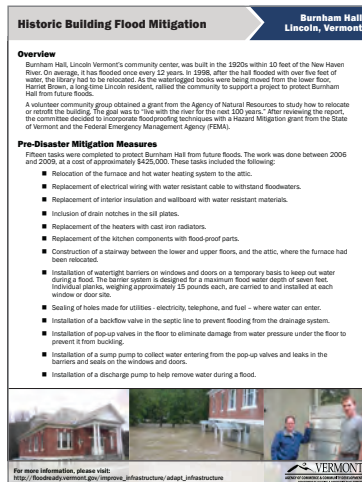 Historic Building Flood Mitigation
Burnham Hall
Lincoln, Vermont
Overview
Burnham Hall, Lincoln Vermont's community center, was built in the 1920s within 10 feet of the New Haven
River. On average, it has flooded once every 12 years. In 1998, after the hall flooded with over five feet of
water, the library had to be relocated. As the waterlogged books were being moved from the lower floor,
Harriet Brown, a long-time Lincoln resident, rallied the community to support a project to protect Burnham
Hall from future floods.
A volunteer community group obtained a grant from the Agency of Natural Resources to study how to relocate
or retrofit the building. The goal was to "live with the river for the next 100 years." After reviewing the report,
the committee decided to incorporate floodproofing techniques with a Hazard Mitigation grant from the State
of Vermont and the Federal Emergency Management Agency (FEMA).
Pre-Disaster Mitigation Measures
Fifteen tasks were completed to protect Burnham Hall from future floods. The work was done between 2006
and 2009, at a cost of approximately $425,000. These tasks included the following:
■ Relocation of the furnace and hot water heating system to the attic.
■ Replacement of electrical wiring with water resistant cable to withstand floodwaters.
■ Replacement of interior insulation and wallboard with water resistant materials.
■ Inclusion of drain notches in the sill plates.
■ Replacement of the heaters with cast iron radiators.
■ Replacement of the kitchen components with flood-proof parts.
■ Construction of a stairway between the lower and upper floors, and the attic, where the furnace had
been relocated.
■ Installation of watertight barriers on windows and doors on a temporary basis to keep out water
during a flood. The barrier system is designed for a maximum flood water depth of seven feet.
Individual planks, weighing approximately 15 pounds each, are carried to and installed at each
window or door site.
■ Sealing of holes made for utilities - electricity, telephone, and fuel – where water can enter.
■ Installation of a backflow valve in the septic line to prevent flooding from the drainage system.
■ Installation of pop-up valves in the floor to eliminate damage from water pressure under the floor to
prevent it from buckling.
■ Installation of a sump pump to collect water entering from the pop-up valves and leaks in the
barriers and seals on the windows and doors.
■ Installation of a discharge pump to help remove water during a flood.
For more information, please visit:
http://floodready.vermont.gov/improve_infrastructure/adapt_infrastructure
VERMONT
AGENCY OF COMMERCE & COMMUNITY DEVELOPMENT